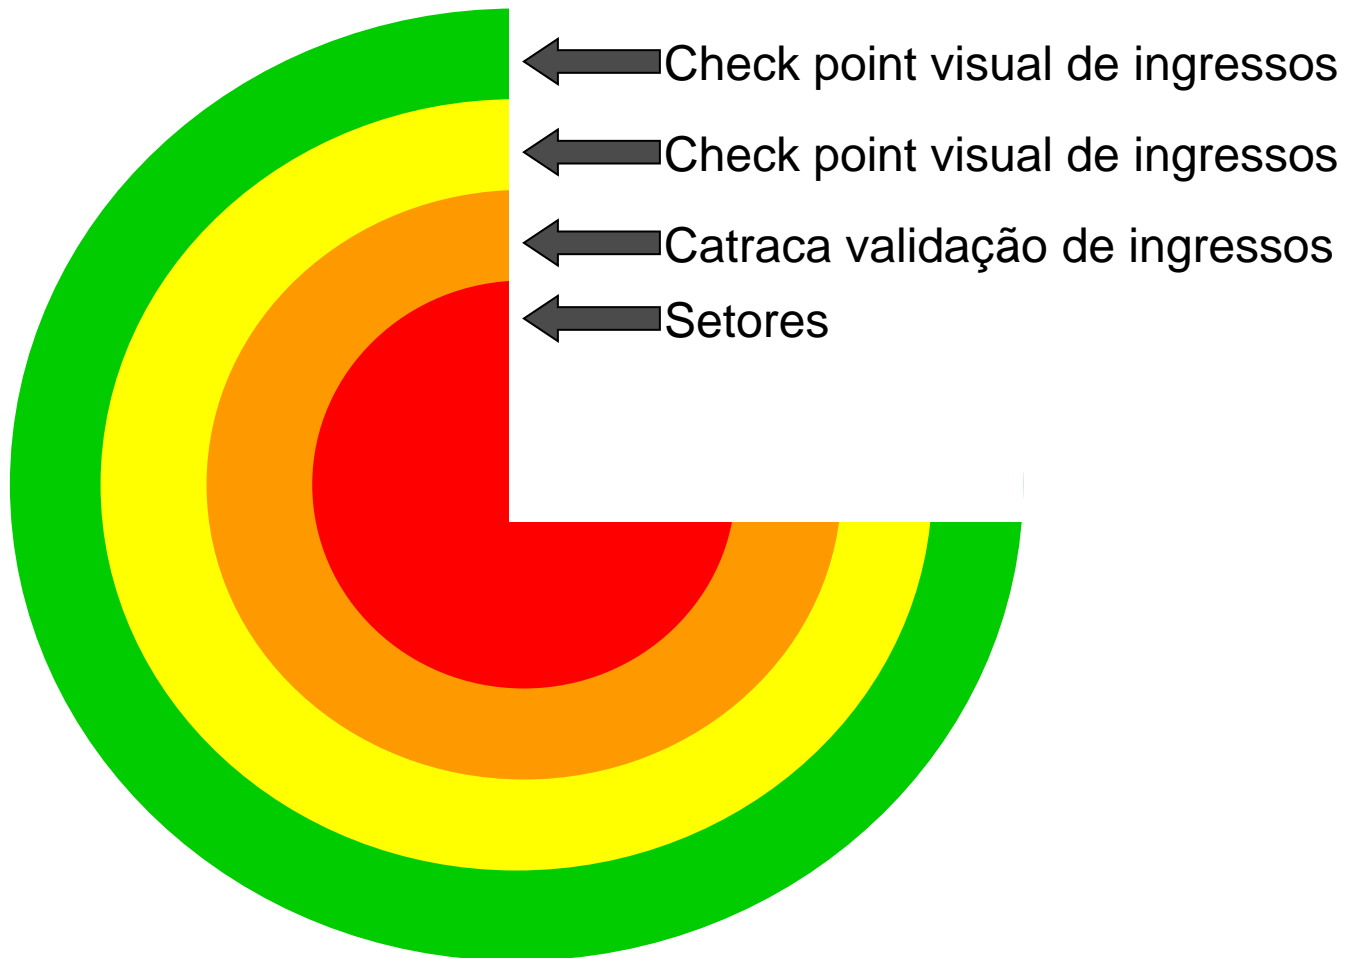 Check point visual de ingressos
Check point visual de ingressos
Catraca validação de ingressos
Setores